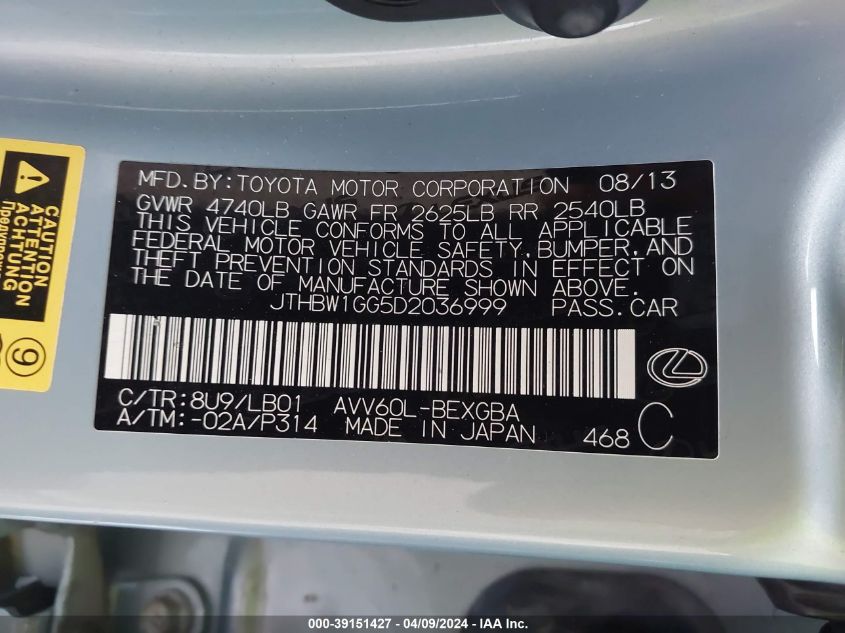 CAUTION
ATTENTION
ACHTUNG
9
MFD.BY:TOYOTA MOTOR CORPORATION 08/13
GVWR 4740LB GAWR FR 2625LB RR 2540LB
THIS VEHICLE CONFORMS TO ALL APPLICABLE
FEDERAL MOTOR VEHICLE SAFETY, BUMPER, AND
THEFT PREVENTION STANDARDS IN EFFECT ON
THE DATE OF MANUFACTURE SHOWN ABOVE.
JTHBW1GG5D2036999 PASS.CAR
C/TR:8U9/LB01 AVV60L-BEXGBA
A/TM:-02A/P314 MADE IN JAPAN 468 C
000-39151427 - 04/09/2024 - IAA Inc.